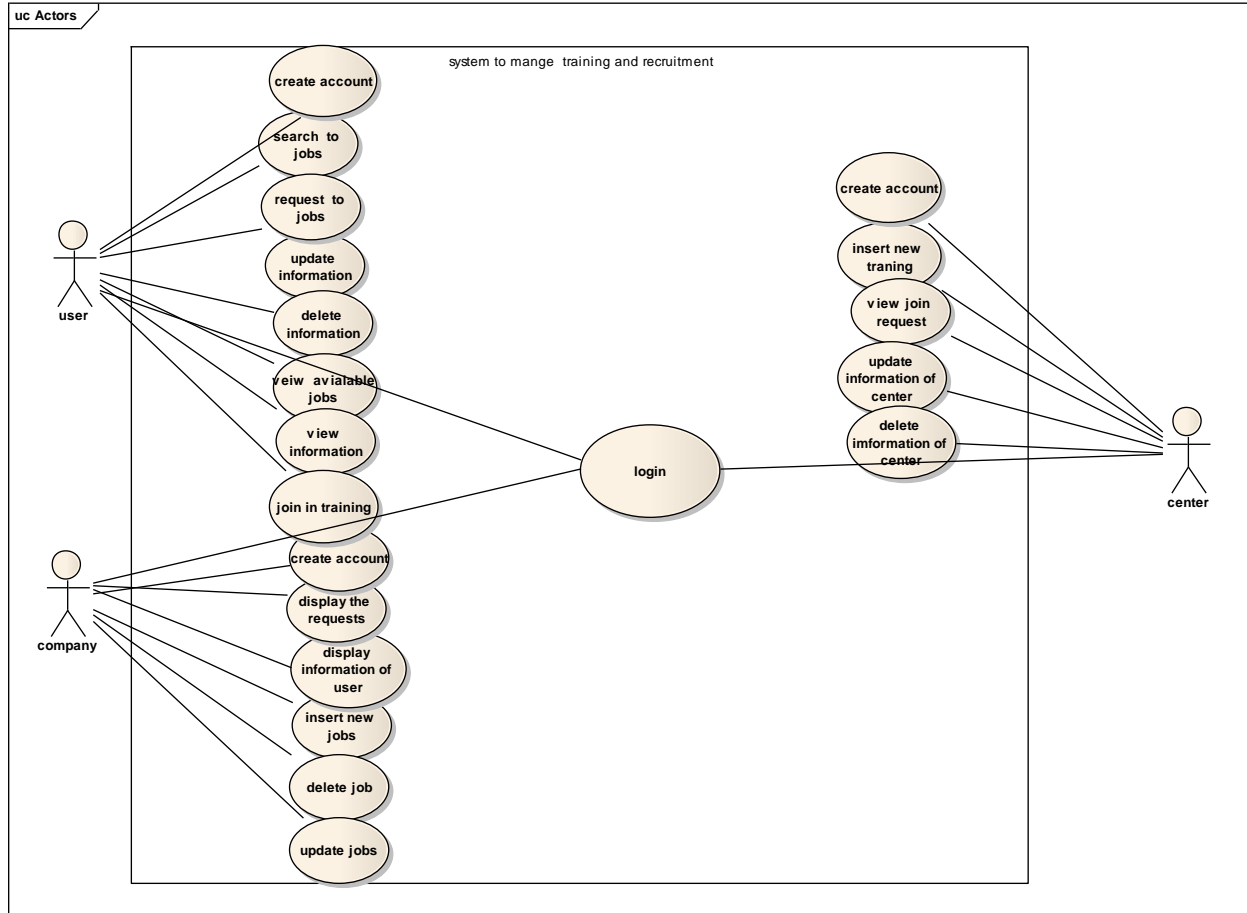 uc Actors
system to mange training and recruitment
create account
search to
jobs
request to
jobs
update
information
delete
information
veiw avialable
jobs
view
information
join in training
create account
display the
requests
display
information of
user
insert new
jobs
delete job
update jobs
user
company
login
create account
insert new
traning
view join
request
update
information of
center
delete
imformation of
center
center